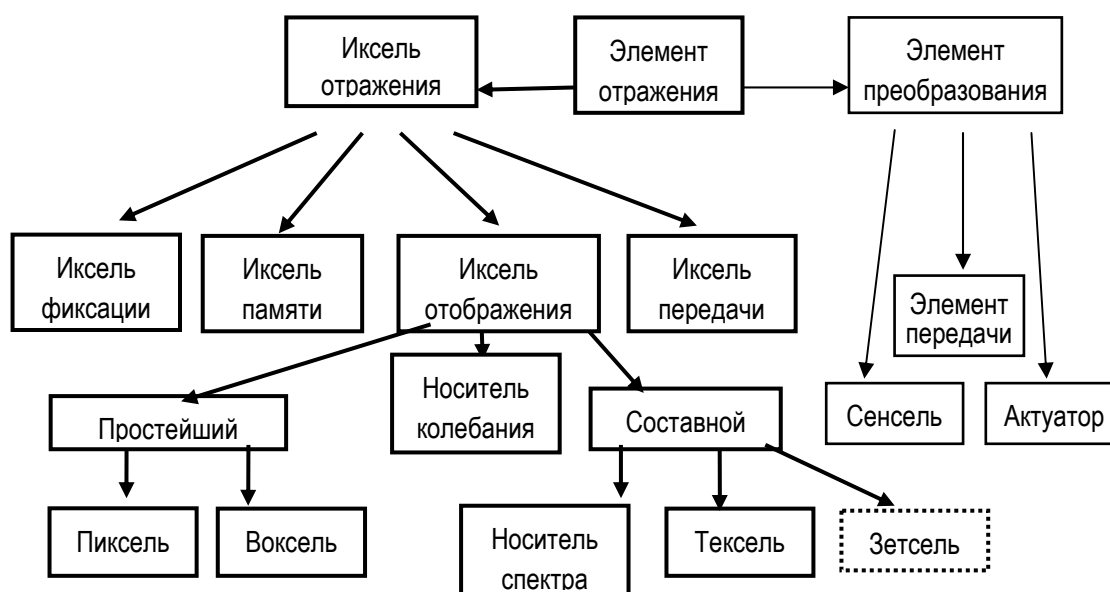 Иксель
отражения
Элемент
отражения
Элемент
преобразования
Иксель
фиксации
Иксель
памяти
Иксель
отображения
Иксель
передачи
Элемент
передачи
Носитель
колебания
Сенсель
Актуатор
Простейший
Составной
Пиксель
Воксель
Носитель
спектра
Тексель
Зетсель